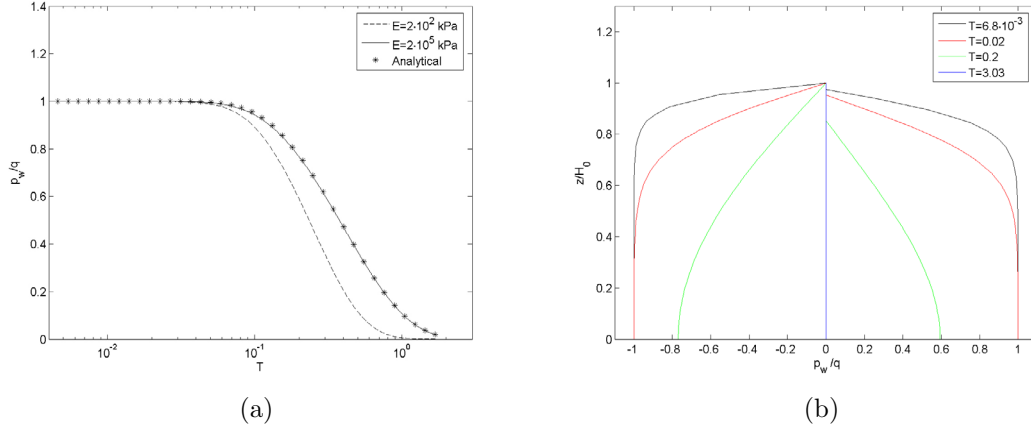 1.4
1.2
1
0.8
0.6
0.4
0.2
0
p_w/q
10^-2
10^-1
10^0
T
E=2·10^2 kPa
E=2·10^5 kPa
Analytical
(a)
1.4
1.2
1
0.8
0.6
0.4
0.2
0
z/H_0
-1 -0.8 -0.6 -0.4 -0.2 0 0.2 0.4 0.6 0.8 1
p_w/q
T=6.8·10^-3
T=0.02
T=0.2
T=3.03
(b)